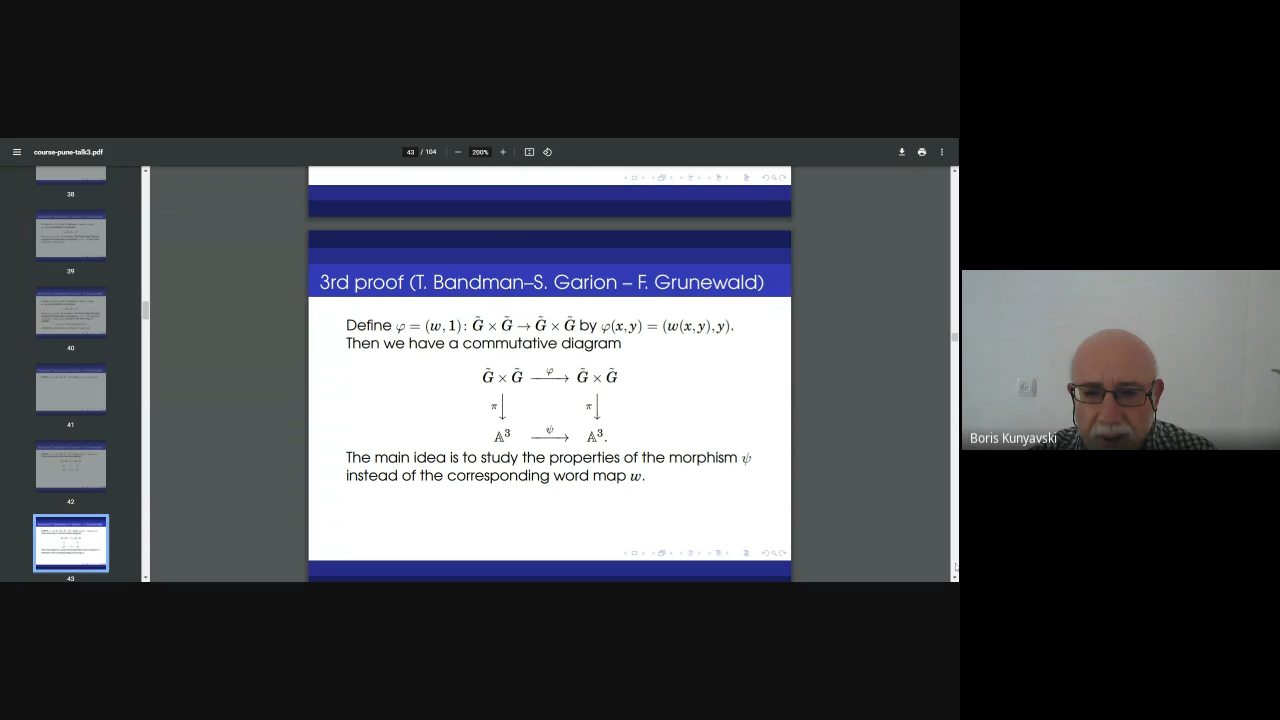 course-pune-talk3.pdf
43 / 104
200%
38
39
40
41
42
43
3rd proof (T. Bandman–S. Garion – F. Grunewald)
Define φ = (w, 1): G̃ × G̃ → G̃ × G̃ by φ(x, y) = (w(x, y), y).
Then we have a commutative diagram
G̃ × G̃ φ⟶ G̃ × G̃
π↓ π↓
𝔸³ ψ⟶ 𝔸³.
The main idea is to study the properties of the morphism ψ
instead of the corresponding word map w.
Boris Kunyavski